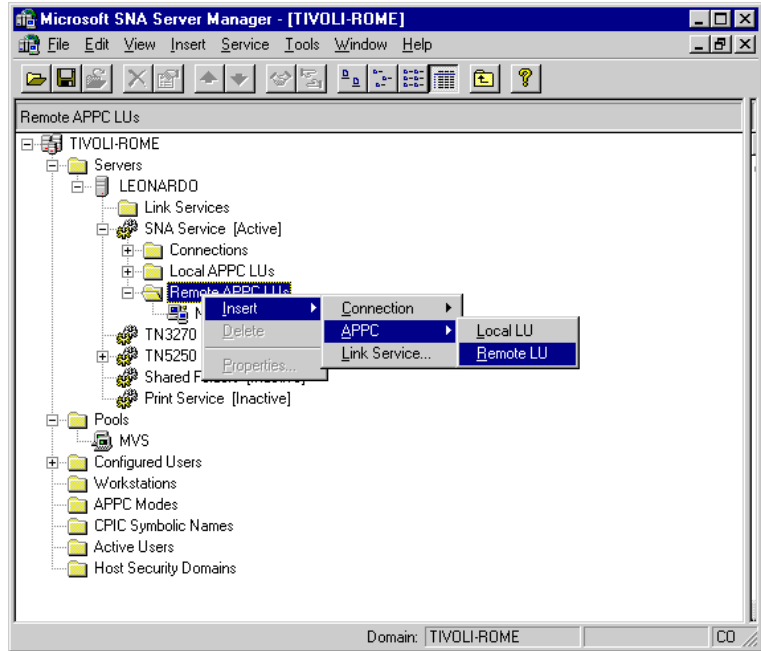 Microsoft SNA Server Manager - [TIVOLI-ROME]
File Edit View Insert Service Tools Window Help
Remote APPC LUs
TIVOLI-ROME
Servers
LEONARDO
Link Services
SNA Service [Active]
Connections
Local APPC LUs
Remote APPC LUs
Insert Connection
TN3270 Delete APPC Local LU
TN5250 Link Service... Remote LU
Properties...
Shared
Print Service [Inactive]
Pools
MVS
Configured Users
Workstations
APPC Modes
CPIC Symbolic Names
Active Users
Host Security Domains
Domain: TIVOLI-ROME CO